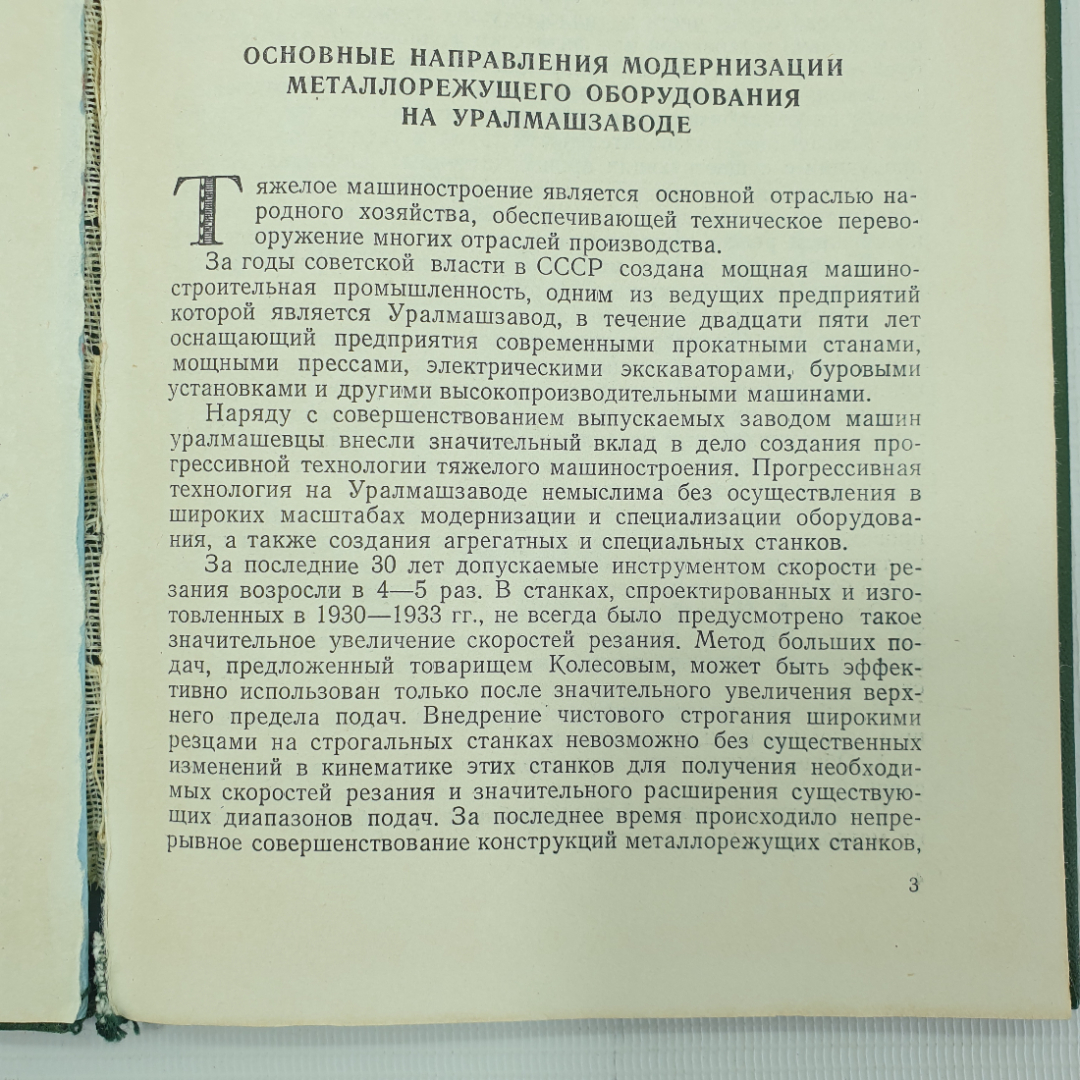 ОСНОВНЫЕ НАПРАВЛЕНИЯ МОДЕРНИЗАЦИИ
МЕТАЛЛОРЕЖУЩЕГО ОБОРУДОВАНИЯ
НА УРАЛМАШЗАВОДЕ
Тяжелое машиностроение является основной отраслью на-
родного хозяйства, обеспечивающей техническое перево-
оружение многих отраслей производства.
За годы советской власти в СССР создана мощная машино-
строительная промышленность, одним из ведущих предприятий
которой является Уралмашзавод, в течение двадцати пяти лет
оснащающий предприятия современными прокатными станами,
мощными прессами, электрическими экскаваторами, буровыми
установками и другими высокопроизводительными машинами.
Наряду с совершенствованием выпускаемых заводом машин
уралмашевцы внесли значительный вклад в дело создания про-
грессивной технологии тяжелого машиностроения. Прогрессивная
технология на Уралмашзаводе немыслима без осуществления в
широких масштабах модернизации и специализации оборудова-
ния, а также создания агрегатных и специальных станков.
За последние 30 лет допускаемые инструментом скорости ре-
зания возросли в 4—5 раз. В станках, спроектированных и изго-
товленных в 1930—1933 гг., не всегда было предусмотрено такое
значительное увеличение скоростей резания. Метод больших по-
дач, предложенный товарищем Колесовым, может быть эффек-
тивно использован только после значительного увеличения верх-
него предела подач. Внедрение чистового строгания широкими
резцами на строгальных станках невозможно без существенных
изменений в кинематике этих станков для получения необходи-
мых скоростей резания и значительного расширения существую-
щих диапазонов подач. За последнее время происходило непре-
рывное совершенствование конструкций металлорежущих станков,
3